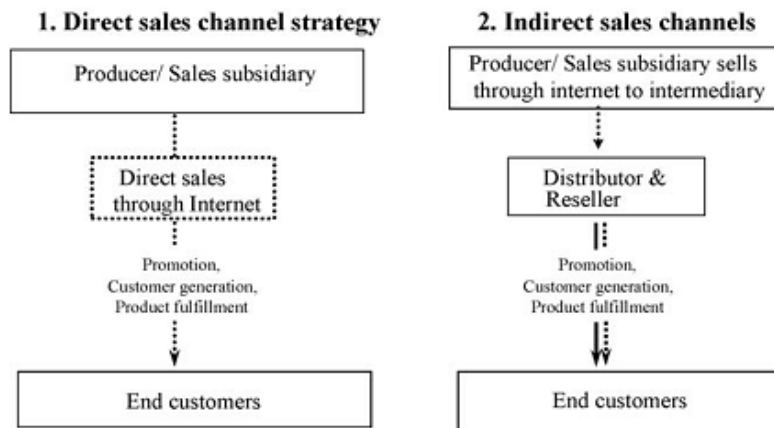 1. Direct sales channel strategy
Producer/ Sales subsidiary
Direct sales
through Internet
Promotion,
Customer generation,
Product fulfillment
End customers
2. Indirect sales channels
Producer/ Sales subsidiary sells
through internet to intermediary
Distributor &
Reseller
Promotion,
Customer generation,
Product fulfillment
End customers